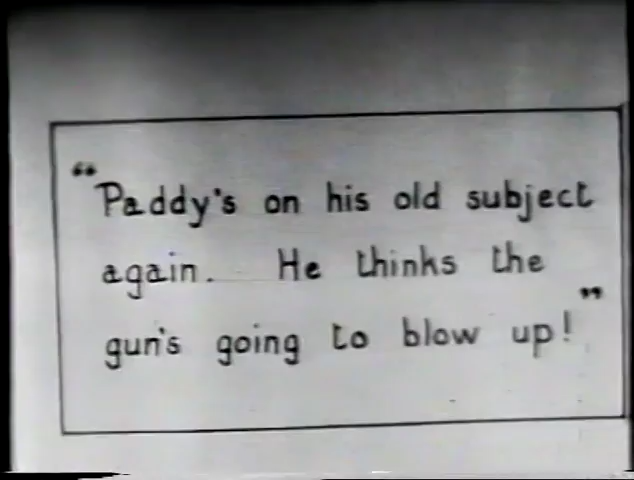 “Paddy's on his old subject
again. He thinks the
gun's going to blow up!”